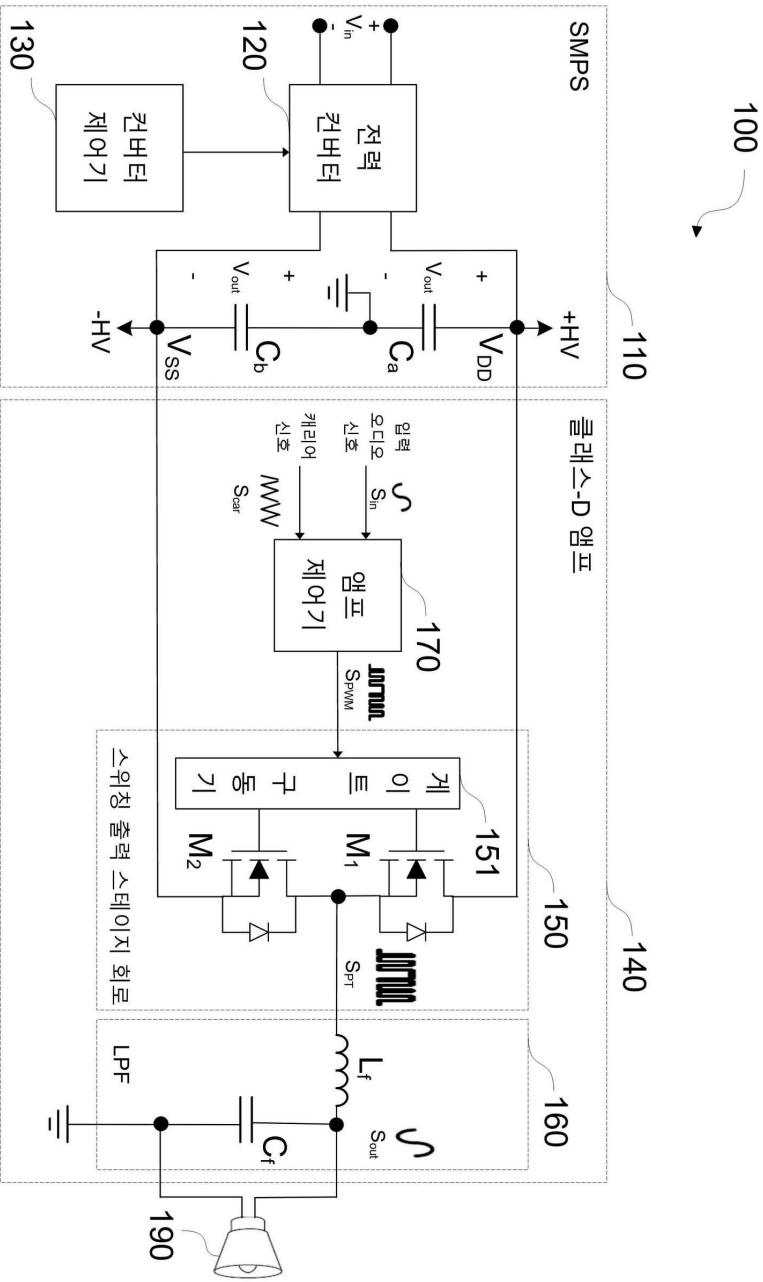 100
SMPS
110
+
V_in
-
120
전력
컨버터
130
컨버터
제어기
+HV
V_DD
+
V_out
-
C_a
+
V_out
-
C_b
V_SS
-HV
클래스-D 앰프
140
입력
오디오
신호
S_in
캐리어
신호
S_car
앰프
제어기
170
S_PWM
150
151
게이트 구동기
M_1
M_2
스위칭 출력 스테이지 회로
S_PT
160
L_f
S_out
C_f
LPF
190